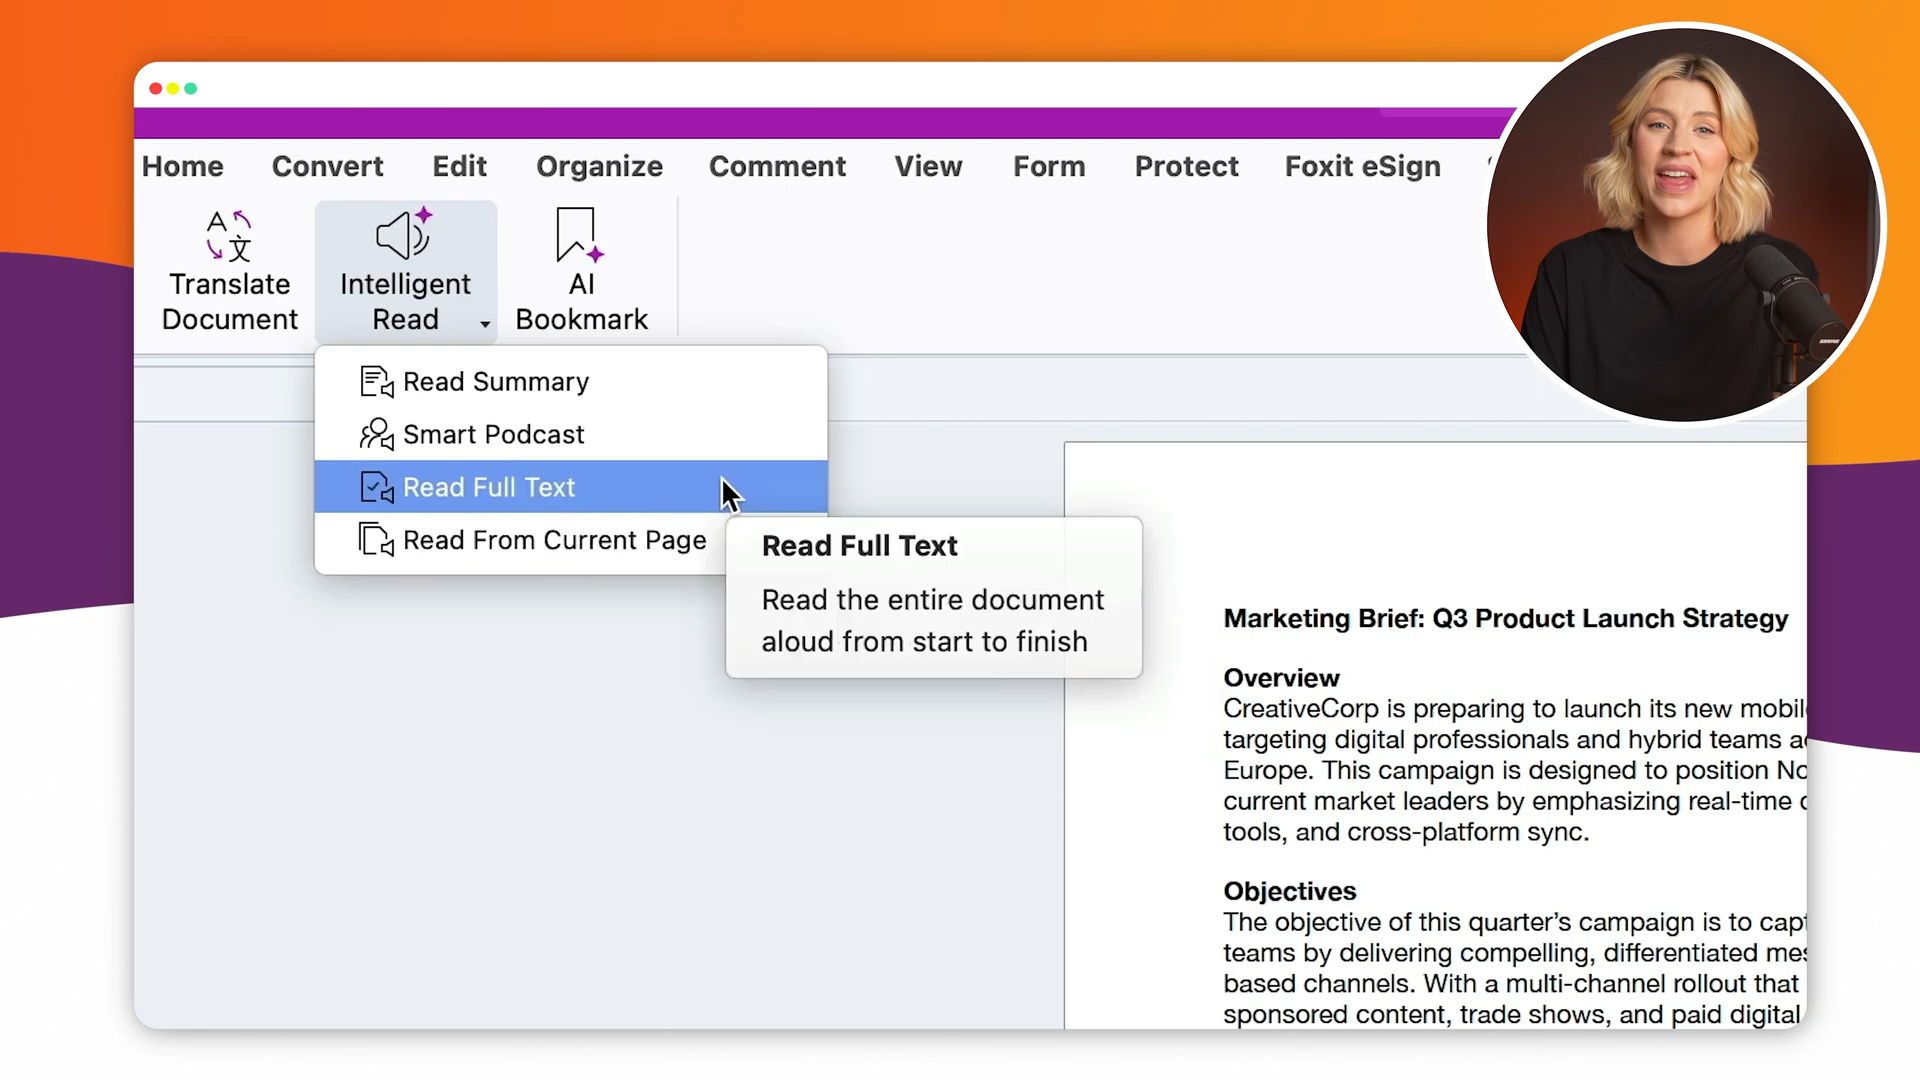 Home Convert Edit Organize Comment View Form Protect Foxit eSign
Translate
Document
Intelligent
Read
AI
Bookmark
Read Summary
Smart Podcast
Read Full Text
Read From Current Page
Read Full Text
Read the entire document
aloud from start to finish
Marketing Brief: Q3 Product Launch Strategy
Overview
CreativeCorp is preparing to launch its new
targeting digital professionals and hybrid teams
Europe. This campaign is designed to position
current market leaders by emphasizing real-time
tools, and cross-platform sync.
Objectives
The objective of this quarter’s campaign is to
teams by delivering compelling, differentiated
based channels. With a multi-channel rollout that
sponsored content, trade shows, and paid digital